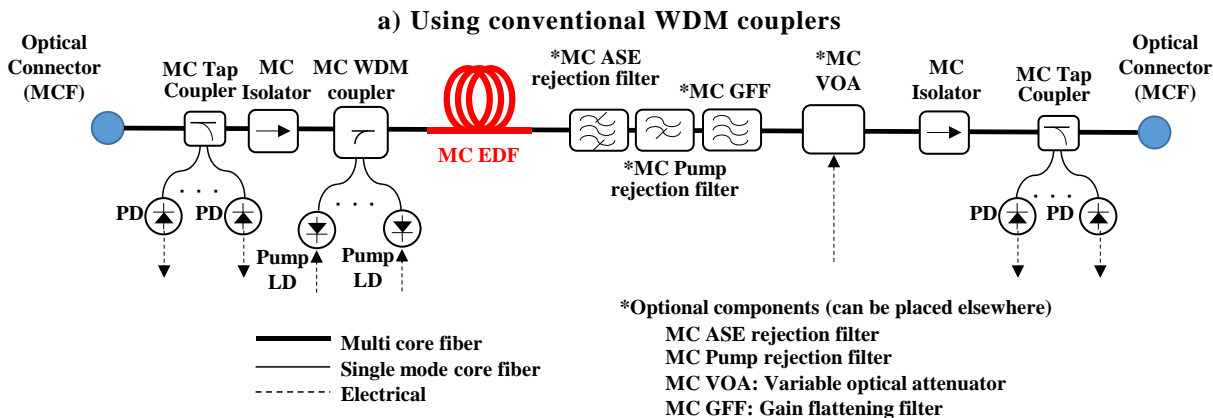 a) Using conventional WDM couplers
Optical
Connector
(MCF)
MC Tap
Coupler
MC
Isolator
MC WDM
coupler
MC EDF
*MC ASE
rejection filter
*MC Pump
rejection filter
*MC GFF
*MC
VOA
MC
Isolator
MC Tap
Coupler
Optical
Connector
(MCF)
. . .
PD
PD
. . .
Pump
LD
Pump
LD
. . .
PD
PD
Multi core fiber
Single mode core fiber
Electrical
*Optional components (can be placed elsewhere)
MC ASE rejection filter
MC Pump rejection filter
MC VOA: Variable optical attenuator
MC GFF: Gain flattening filter